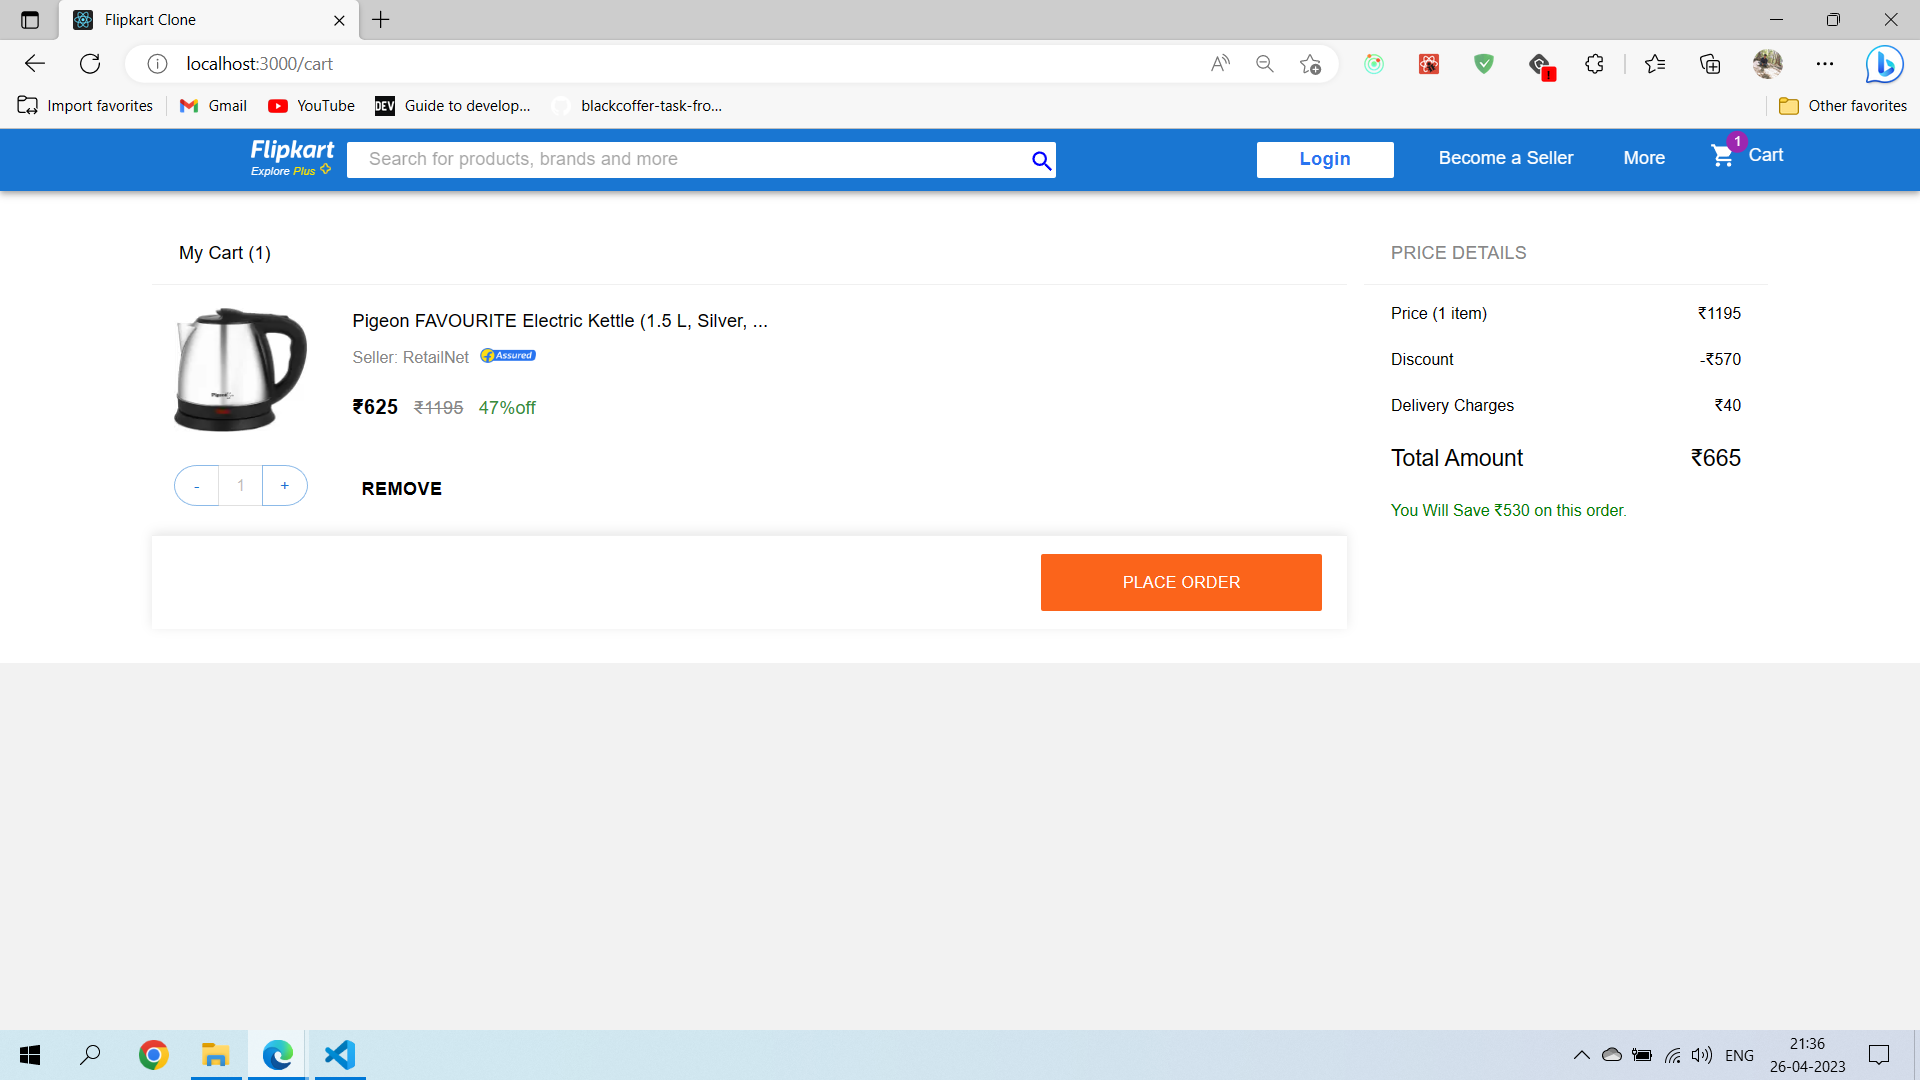 Flipkart Clone
localhost:3000/cart
Import favorites
Gmail
YouTube
DEV Guide to develop...
blackcoffer-task-fro...
Other favorites
Flipkart
Explore Plus
Search for products, brands and more
Login
Become a Seller
More
1
Cart
My Cart (1)
Pigeon FAVOURITE Electric Kettle (1.5 L, Silver, ...
Seller: RetailNet
Assured
₹625 ₹1195 47%off
- 1 +
REMOVE
PLACE ORDER
PRICE DETAILS
Price (1 item) ₹1195
Discount -₹570
Delivery Charges ₹40
Total Amount ₹665
You Will Save ₹530 on this order.
ENG
21:36
26-04-2023